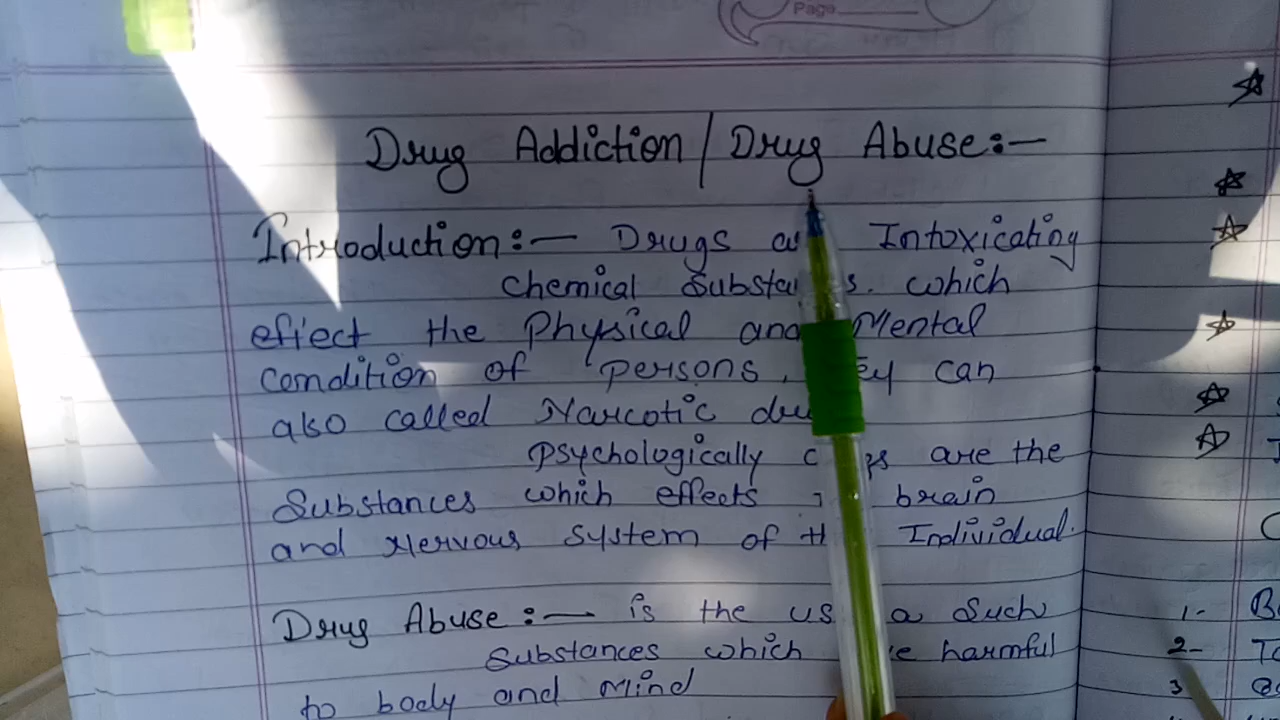 Page
Drug Addiction / Drug Abuse:-
Introduction:- Drugs Intoxicating
chemical which
effect the Physical and Mental
condition of persons, can
also called Narcotic
Psychologically are the
Substances which effects brain
and Nervous System of Individual.
Drug Abuse:- is the a Such
Substances which harmful
to body and Mind
1-
2-
3